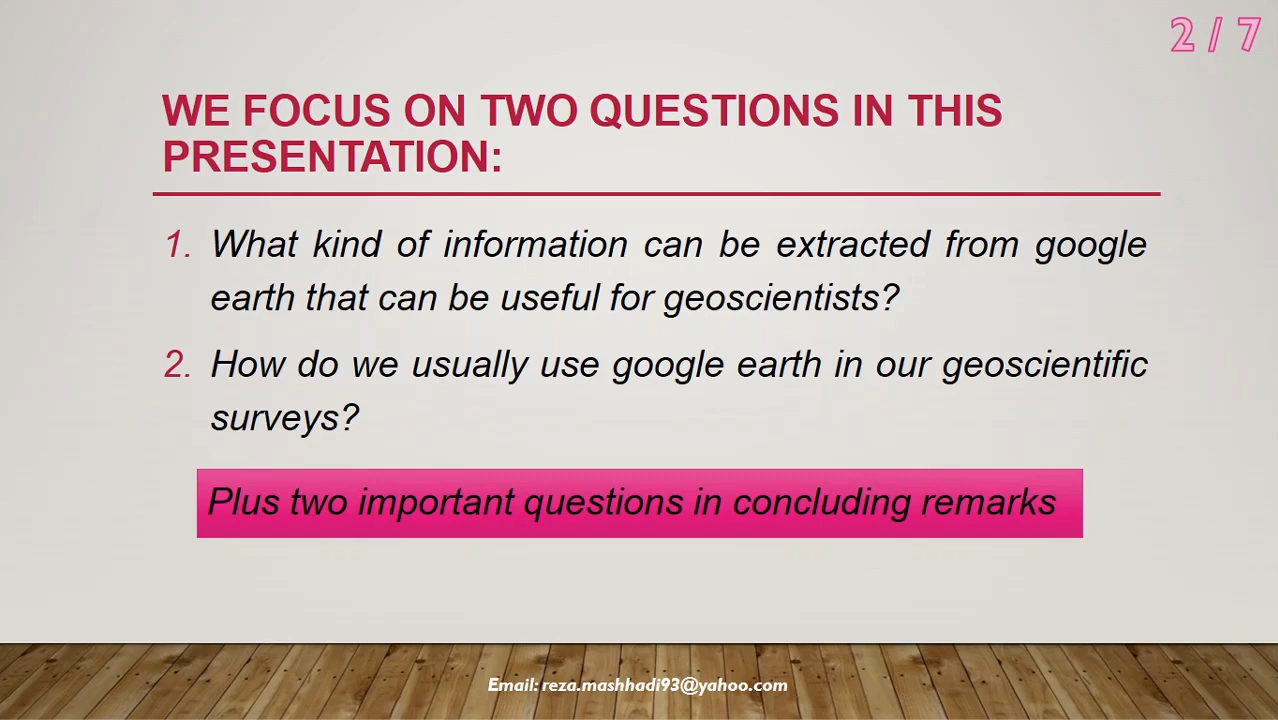 2 / 7
WE FOCUS ON TWO QUESTIONS IN THIS
PRESENTATION:
1. What kind of information can be extracted from google
earth that can be useful for geoscientists?
2. How do we usually use google earth in our geoscientific
surveys?
Plus two important questions in concluding remarks
Email: reza.mashhadi93@yahoo.com